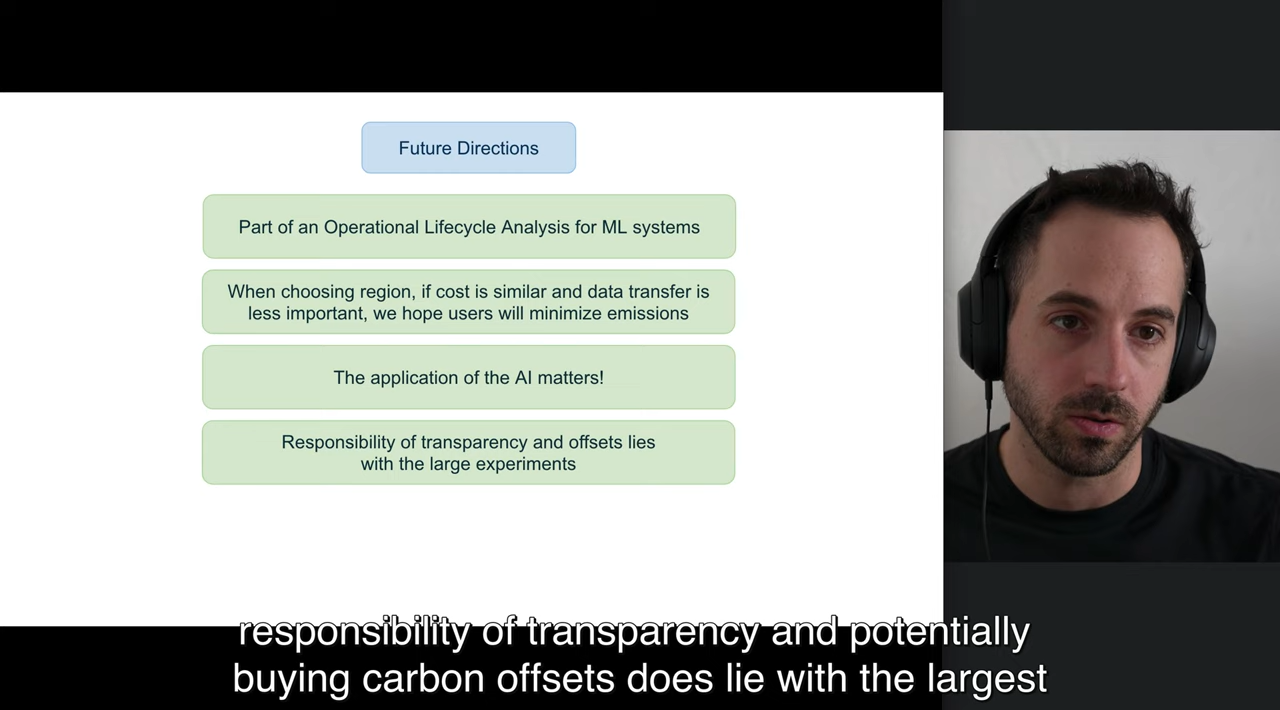 Future Directions
Part of an Operational Lifecycle Analysis for ML systems
When choosing region, if cost is similar and data transfer is
less important, we hope users will minimize emissions
The application of the AI matters!
Responsibility of transparency and offsets lies
with the large experiments
responsibility of transparency and potentially
buying carbon offsets does lie with the largest